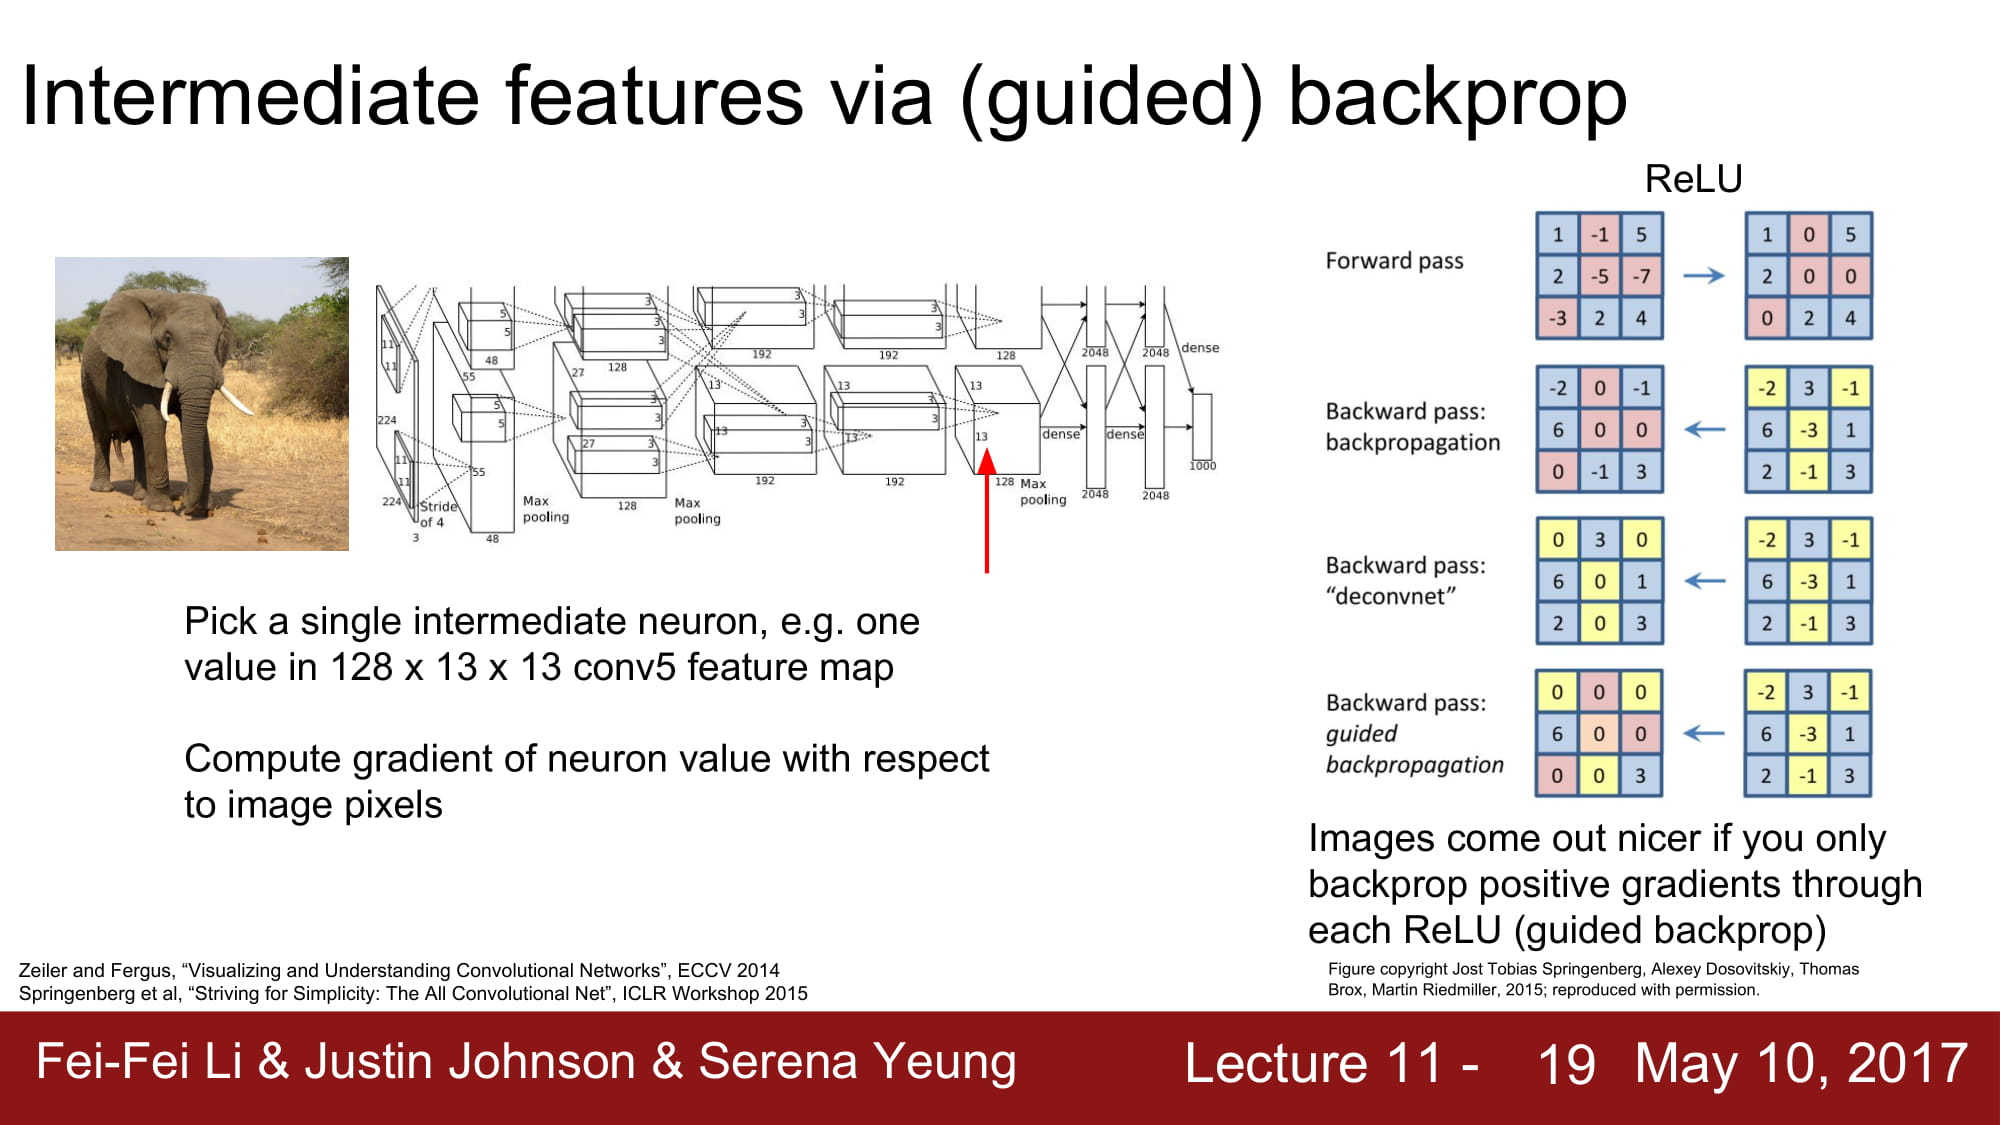 Intermediate features via (guided) backprop
ReLU
Forward pass
1 -1 5
2 -5 -7
-3 2 4
1 0 5
2 0 0
0 2 4
Backward pass:
backpropagation
-2 0 -1
6 0 0
0 -1 3
-2 3 -1
6 -3 1
2 -1 3
Backward pass:
“deconvnet”
0 3 0
6 0 1
2 0 3
-2 3 -1
6 -3 1
2 -1 3
Backward pass:
guided
backpropagation
0 0 0
6 0 0
0 0 3
-2 3 -1
6 -3 1
2 -1 3
Images come out nicer if you only
backprop positive gradients through
each ReLU (guided backprop)
Figure copyright Jost Tobias Springenberg, Alexey Dosovitskiy, Thomas
Brox, Martin Riedmiller, 2015; reproduced with permission.
5 3 3 3
5 3 3 3
11 48 192 192 128 2048 2048 dense
11 55 27 128
13 13 13
224 5 3 3 3
5 3 3 3
13 13 13 dense dense
11 55 27 3
11 3 1000
224 Stride
of 4
3 48
Max
pooling
128
Max
pooling
192 192 128
Max
pooling
2048 2048
Pick a single intermediate neuron, e.g. one
value in 128 x 13 x 13 conv5 feature map
Compute gradient of neuron value with respect
to image pixels
Zeiler and Fergus, “Visualizing and Understanding Convolutional Networks”, ECCV 2014
Springenberg et al, “Striving for Simplicity: The All Convolutional Net”, ICLR Workshop 2015
Fei-Fei Li & Justin Johnson & Serena Yeung
Lecture 11 - 19 May 10, 2017